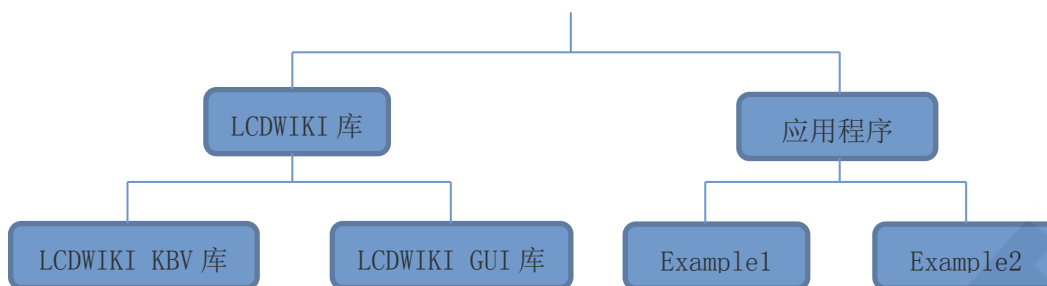 LCDWIKI 库
应用程序
LCDWIKI KBV 库
LCDWIKI GUI 库
Example1
Example2